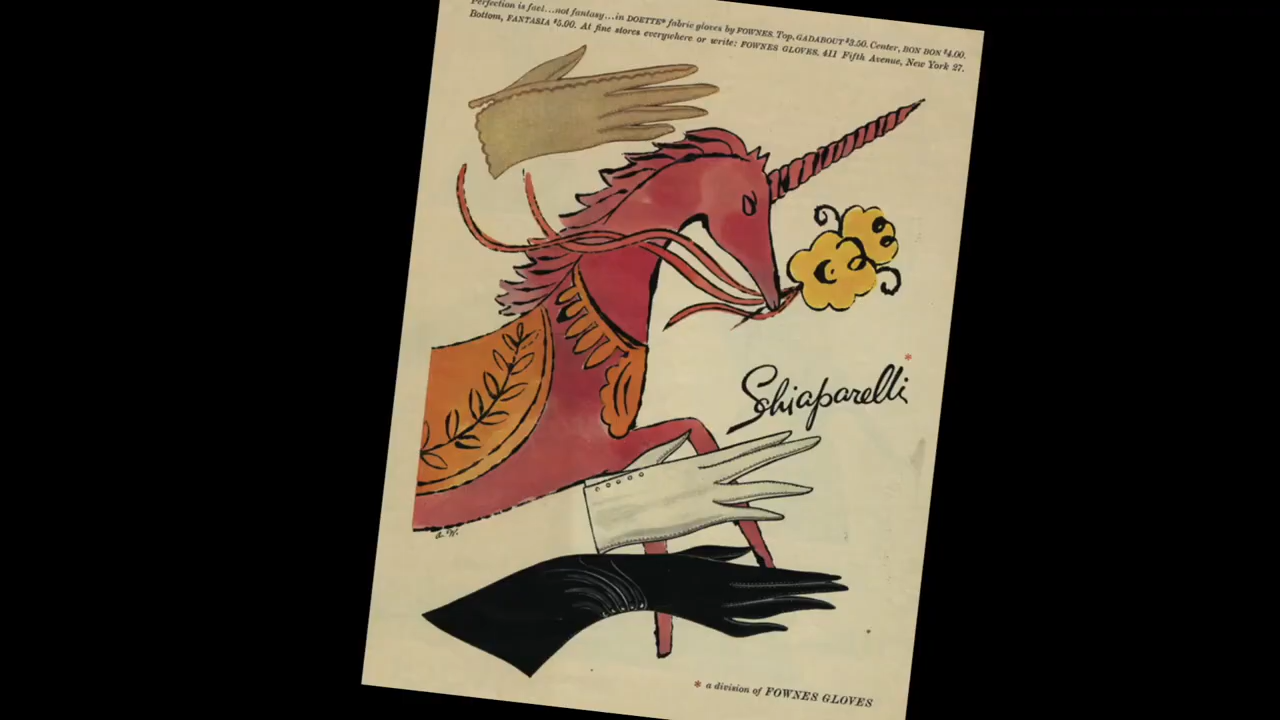 Perfection is fact...not fantasy...in DOETTE* fabric gloves by FOWNES. Top, GADABOUT $3.50. Center, BON BON $4.00.
Bottom, FANTASIA $5.00. At fine stores everywhere or write: FOWNES GLOVES, 411 Fifth Avenue, New York 27.
Schiaparelli*
a.W.
* a division of FOWNES GLOVES